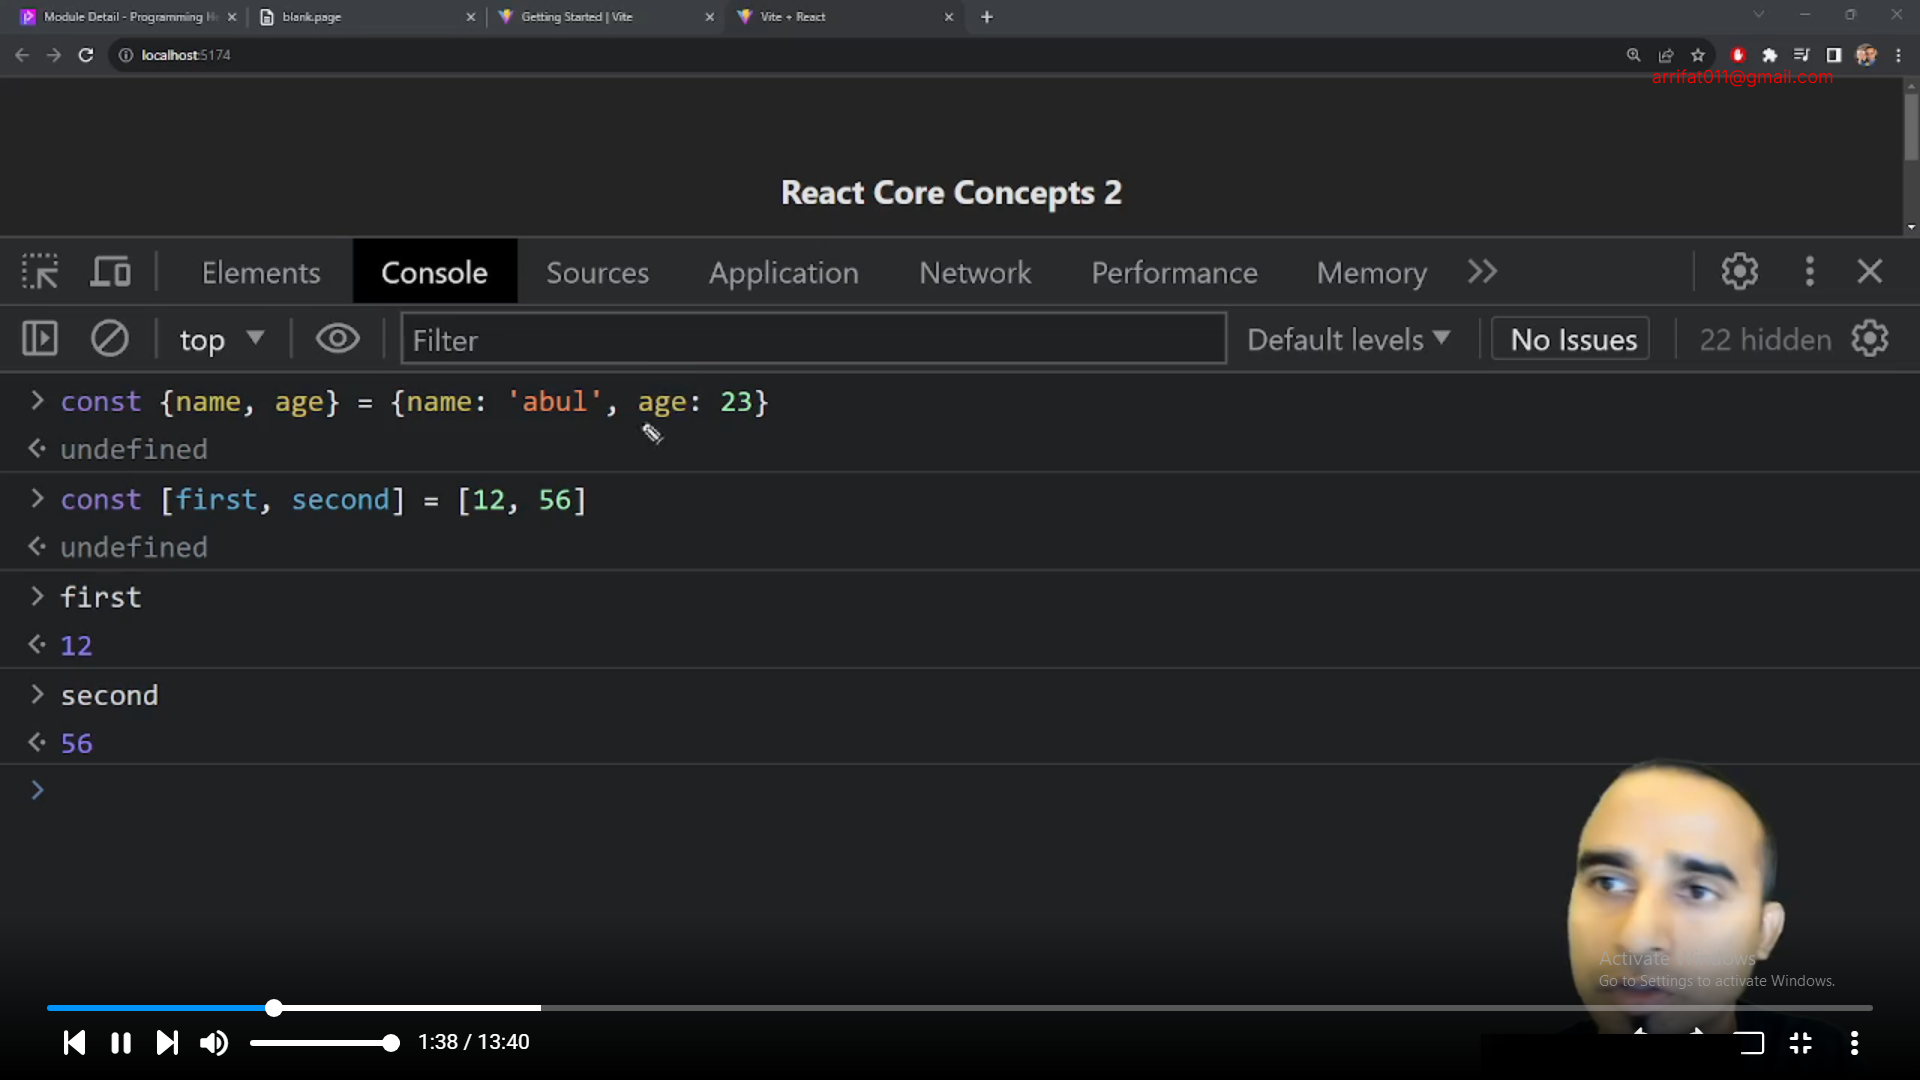 Module Detail - Programming He
blank.page
Getting Started | Vite
Vite + React
localhost:5174
arrifat011@gmail.com
React Core Concepts 2
Elements
Console
Sources
Application
Network
Performance
Memory
top
Filter
Default levels
No Issues
22 hidden
const {name, age} = {name: 'abul', age: 23}
undefined
const [first, second] = [12, 56]
undefined
first
12
second
56
Activate Windows
Go to Settings to activate Windows.
1:38 / 13:40